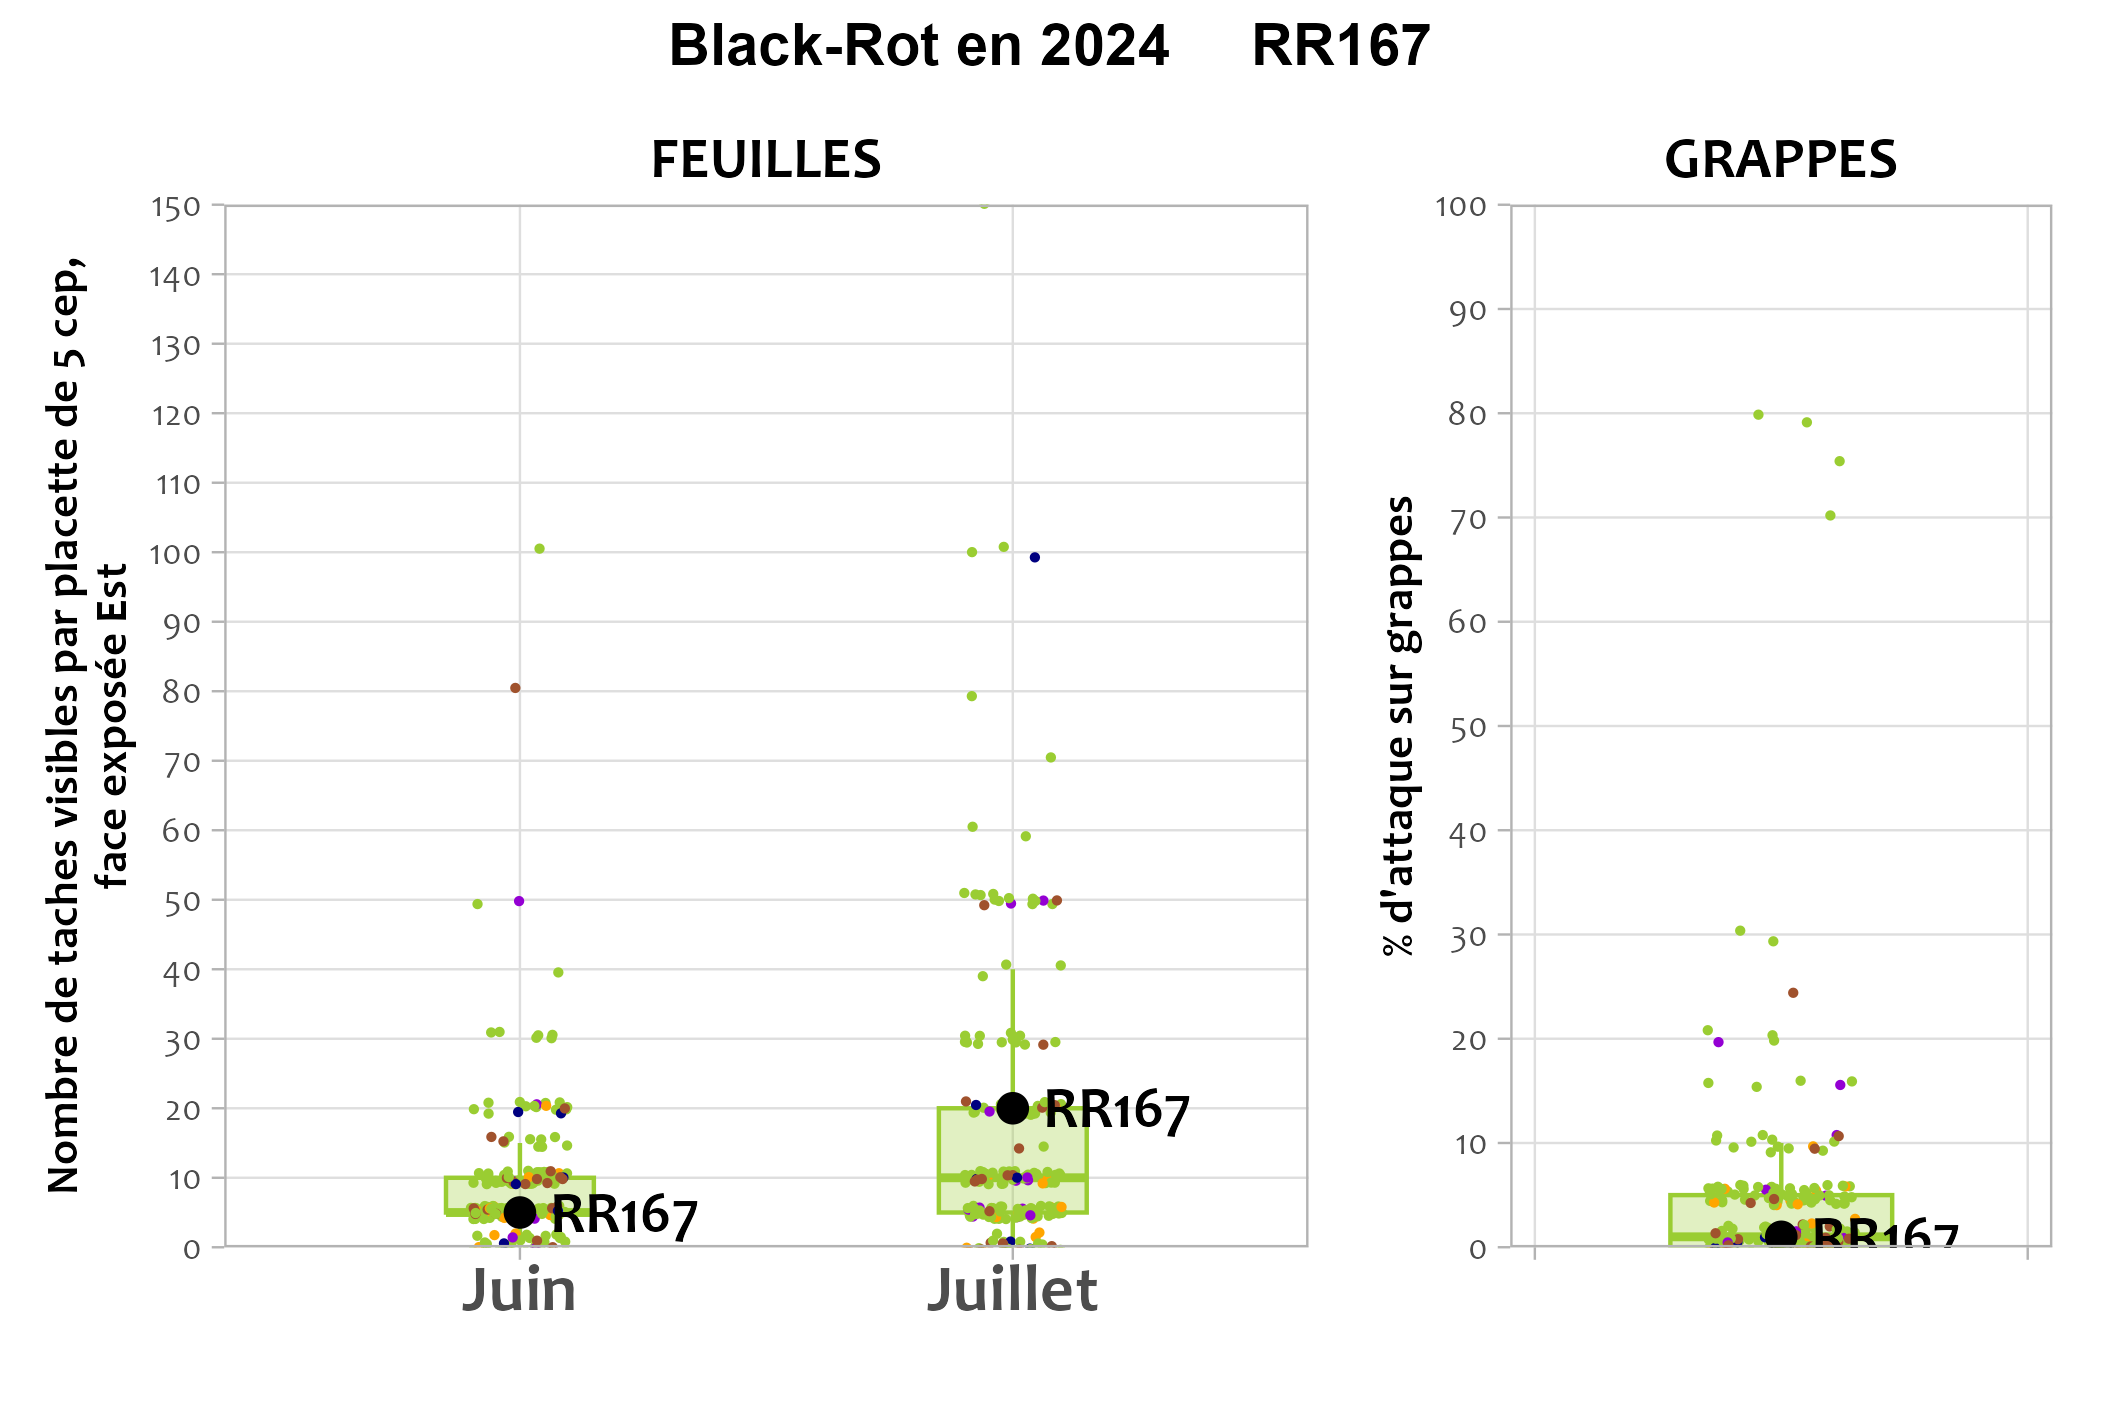 Black-Rot en 2024 RR167
FEUILLES
GRAPPES
Nombre de taches visibles par placette de 5 cep,
face exposée Est
150
140
130
120
110
100
90
80
70
60
50
40
30
20
10
0
RR167
RR167
Juin
Juillet
% d'attaque sur grappes
100
90
80
70
60
50
40
30
20
10
0
RR167